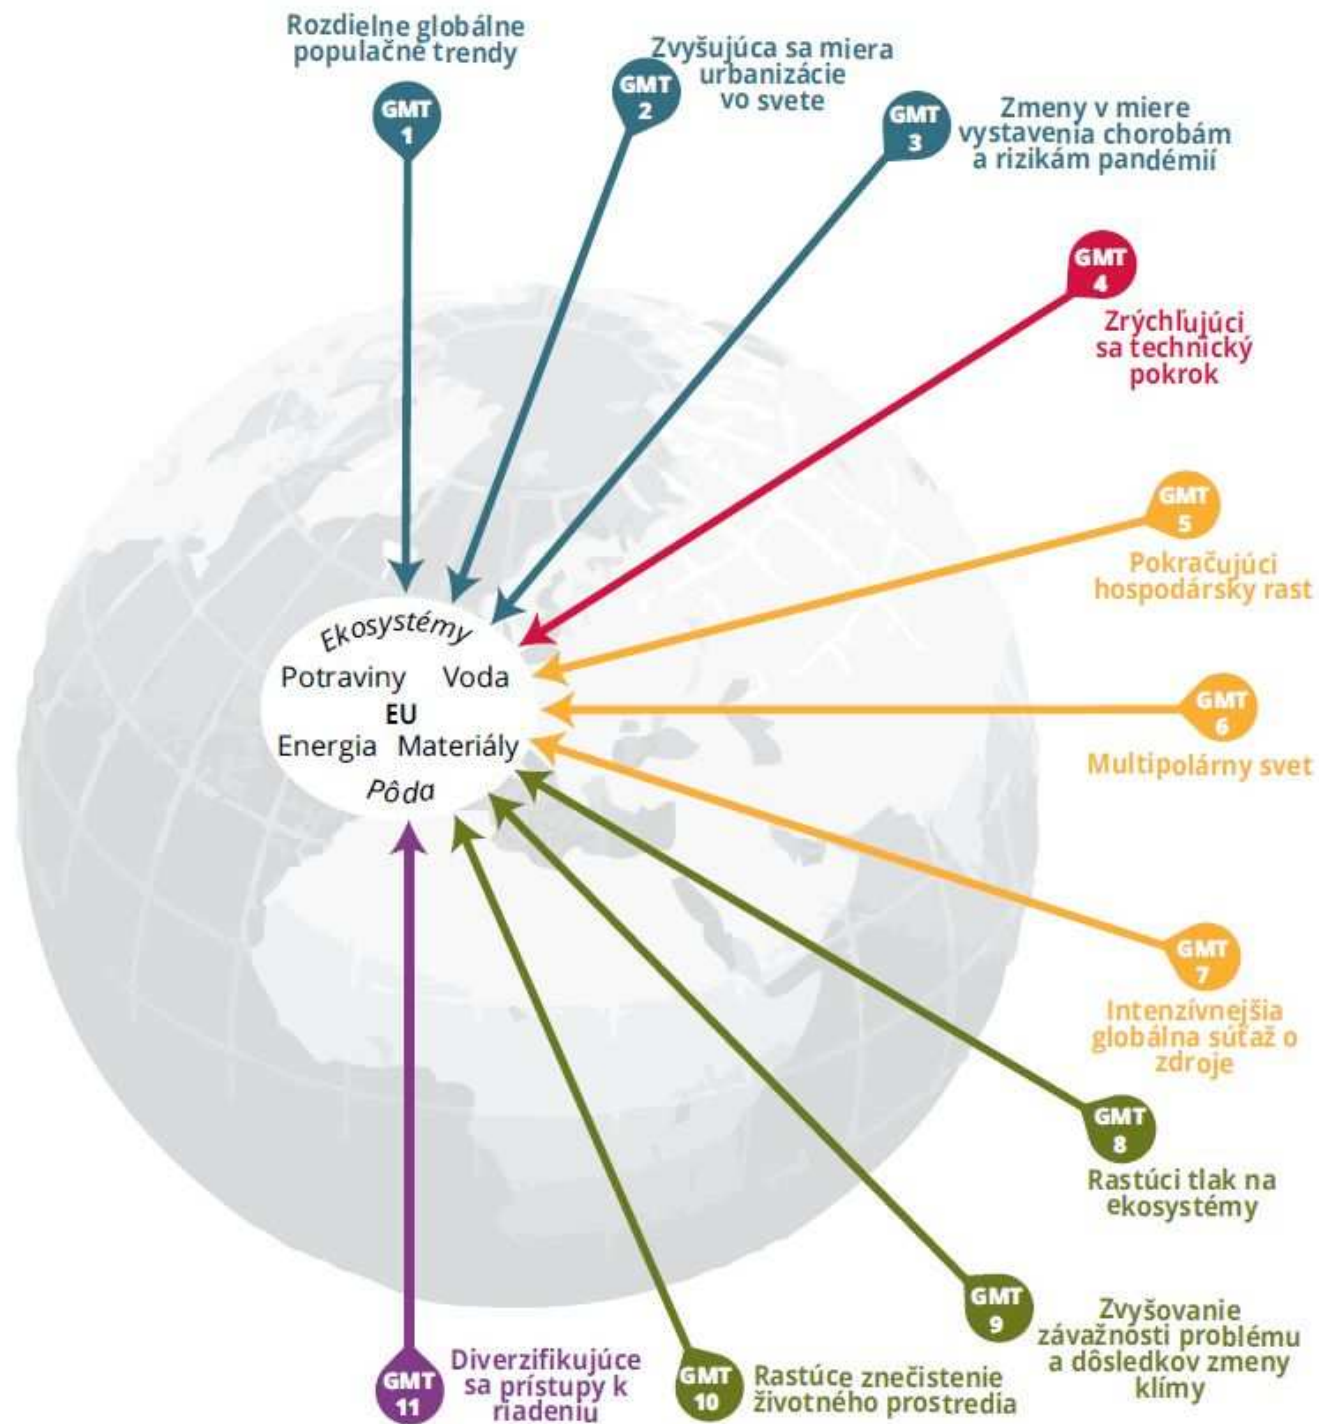 Rozdielne globálne
populačné trendy
GMT
1
Zvyšujúca sa miera
urbanizácie
vo svete
GMT
2
Zmeny v miere
vystavenia chorobám
a rizikám pandémií
GMT
3
GMT
4
Zrýchľujúci
sa technický
pokrok
GMT
5
Pokračujúci
hospodársky rast
Ekosystémy
Potraviny Voda
EU
Energia Materiály
Pôda
GMT
6
Multipolárny svet
GMT
7
Intenzívnejšia
globálna súťaž o
zdroje
GMT
8
Rastúci tlak na
ekosystémy
GMT
9
Zvyšovanie
závažnosti problému
a dôsledkov zmeny
klímy
GMT
10
Rastúce znečistenie
životného prostredia
GMT
11
Diverzifikujúce
sa prístupy k
riadeniu